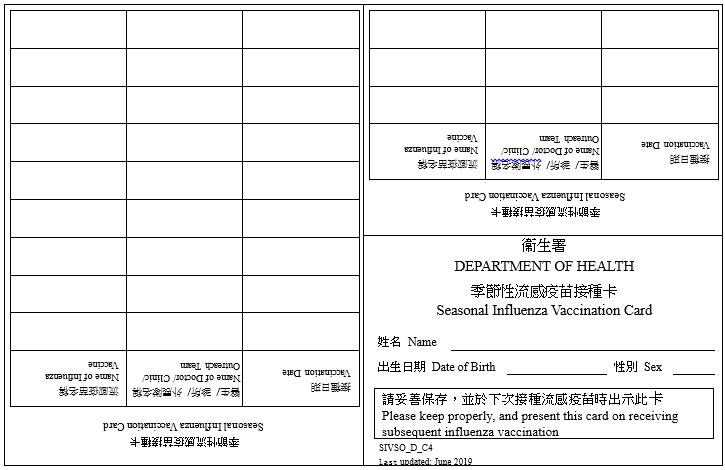 季節性流感疫苗接種卡
Seasonal Influenza Vaccination Card
接種日期
Vaccination Date
醫生/ 診所/ 外展隊名稱
Name of Doctor/ Clinic/
Outreach Team
流感疫苗名稱
Name of Influenza
Vaccine
季節性流感疫苗接種卡
Seasonal Influenza Vaccination Card
接種日期
Vaccination Date
醫生/ 診所/ 外展隊名稱
Name of Doctor/ Clinic/
Outreach Team
流感疫苗名稱
Name of Influenza
Vaccine
衞生署
DEPARTMENT OF HEALTH
季節性流感疫苗接種卡
Seasonal Influenza Vaccination Card
姓名 Name
出生日期 Date of Birth 性別 Sex
請妥善保存，並於下次接種流感疫苗時出示此卡
Please keep properly, and present this card on receiving
subsequent influenza vaccination
SIVSO_D_C4
Last updated: June 2019